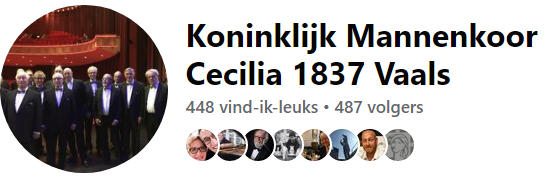 Koninklijk Mannenkoor
Cecilia 1837 Vaals
448 vind-ik-leuks • 487 volgers